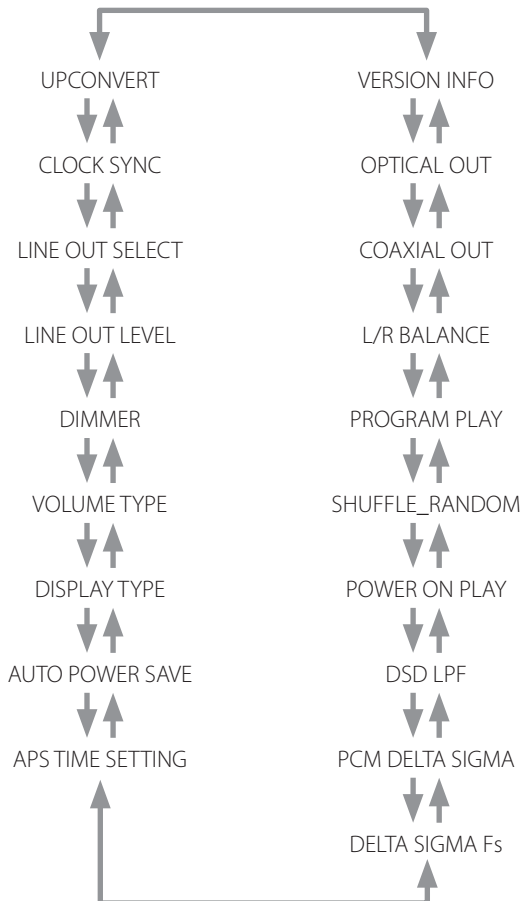 UPCONVERT
CLOCK SYNC
LINE OUT SELECT
LINE OUT LEVEL
DIMMER
VOLUME TYPE
DISPLAY TYPE
AUTO POWER SAVE
APS TIME SETTING
VERSION INFO
OPTICAL OUT
COAXIAL OUT
L/R BALANCE
PROGRAM PLAY
SHUFFLE_RANDOM
POWER ON PLAY
DSD LPF
PCM DELTA SIGMA
DELTA SIGMA Fs